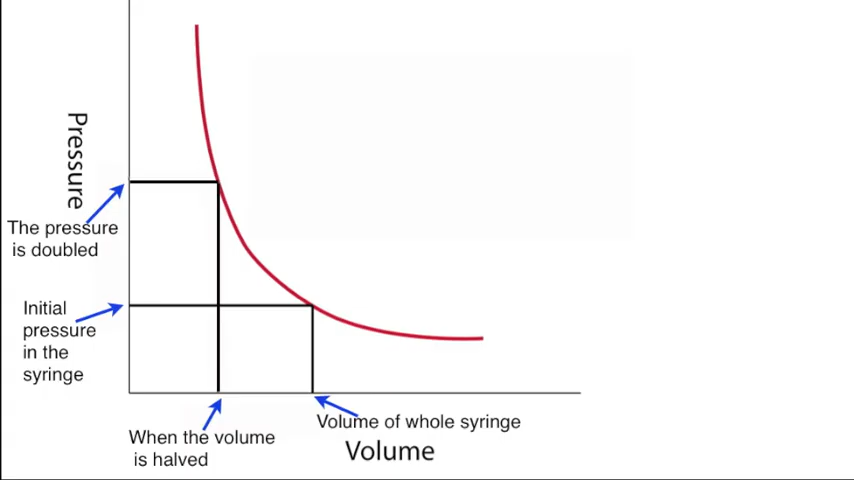 Pressure
The pressure
is doubled
Initial
pressure
in the
syringe
Volume of whole syringe
When the volume
is halved
Volume